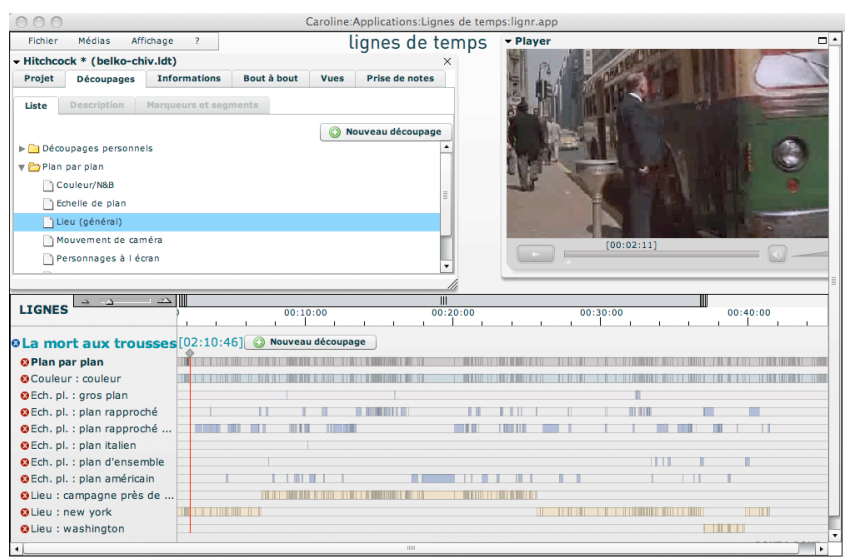 Caroline:Applications:Lignes de temps:lignr.app
Fichier Médias Affichage ?
lignes de temps
Player
Hitchcock * (belko-chiv.ldt)
Projet Découpages Informations Bout à bout Vues Prise de notes
Liste Description Marqueurs et segments
Nouveau découpage
Découpages personnels
Plan par plan
Couleur/N&B
Echelle de plan
Lieu (général)
Mouvement de caméra
Personnages à l écran
[00:02:11]
LIGNES
00:10:00 00:20:00 00:30:00 00:40:00
La mort aux trousses [02:10:46] Nouveau découpage
Plan par plan
Couleur : couleur
Ech. pl. : gros plan
Ech. pl. : plan rapproché
Ech. pl. : plan rapproché ...
Ech. pl. : plan italien
Ech. pl. : plan d'ensemble
Ech. pl. : plan américain
Lieu : campagne près de ...
Lieu : new york
Lieu : washington